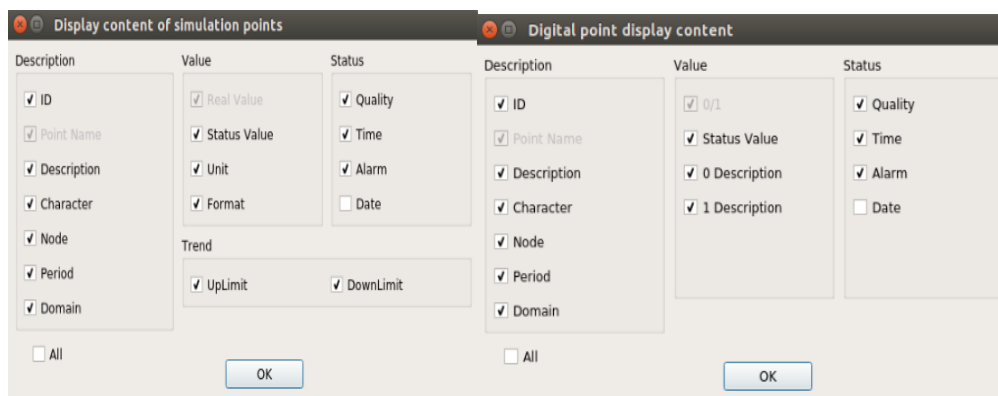 Display content of simulation points
Description
ID
Point Name
Description
Character
Node
Period
Domain
All
Value
Real Value
Status Value
Unit
Format
Status
Quality
Time
Alarm
Date
Trend
UpLimit
DownLimit
OK
Digital point display content
Description
ID
Point Name
Description
Character
Node
Period
Domain
All
Value
0/1
Status Value
0 Description
1 Description
Status
Quality
Time
Alarm
Date
OK